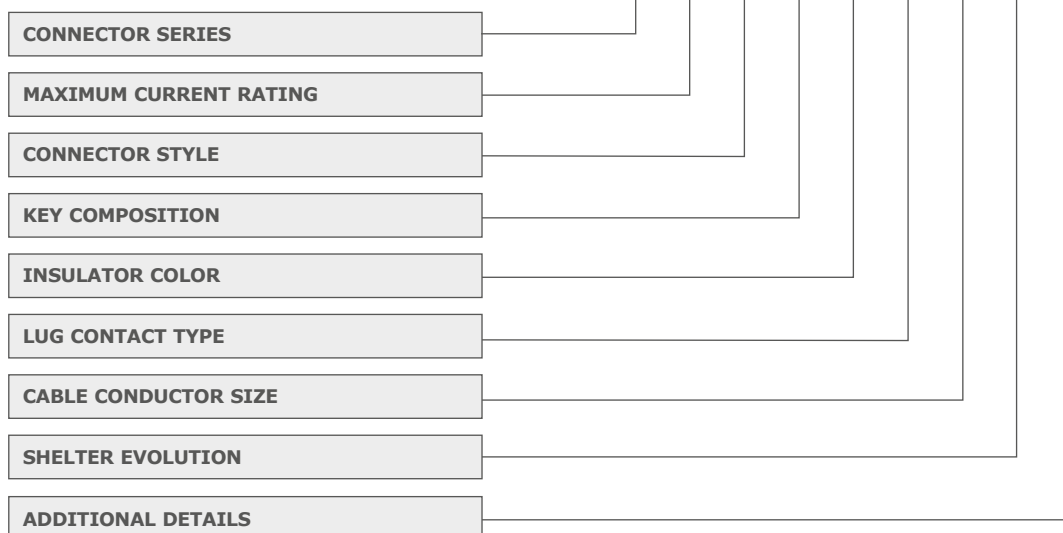 CONNECTOR SERIES
MAXIMUM CURRENT RATING
CONNECTOR STYLE
KEY COMPOSITION
INSULATOR COLOR
LUG CONTACT TYPE
CABLE CONDUCTOR SIZE
SHELTER EVOLUTION
ADDITIONAL DETAILS